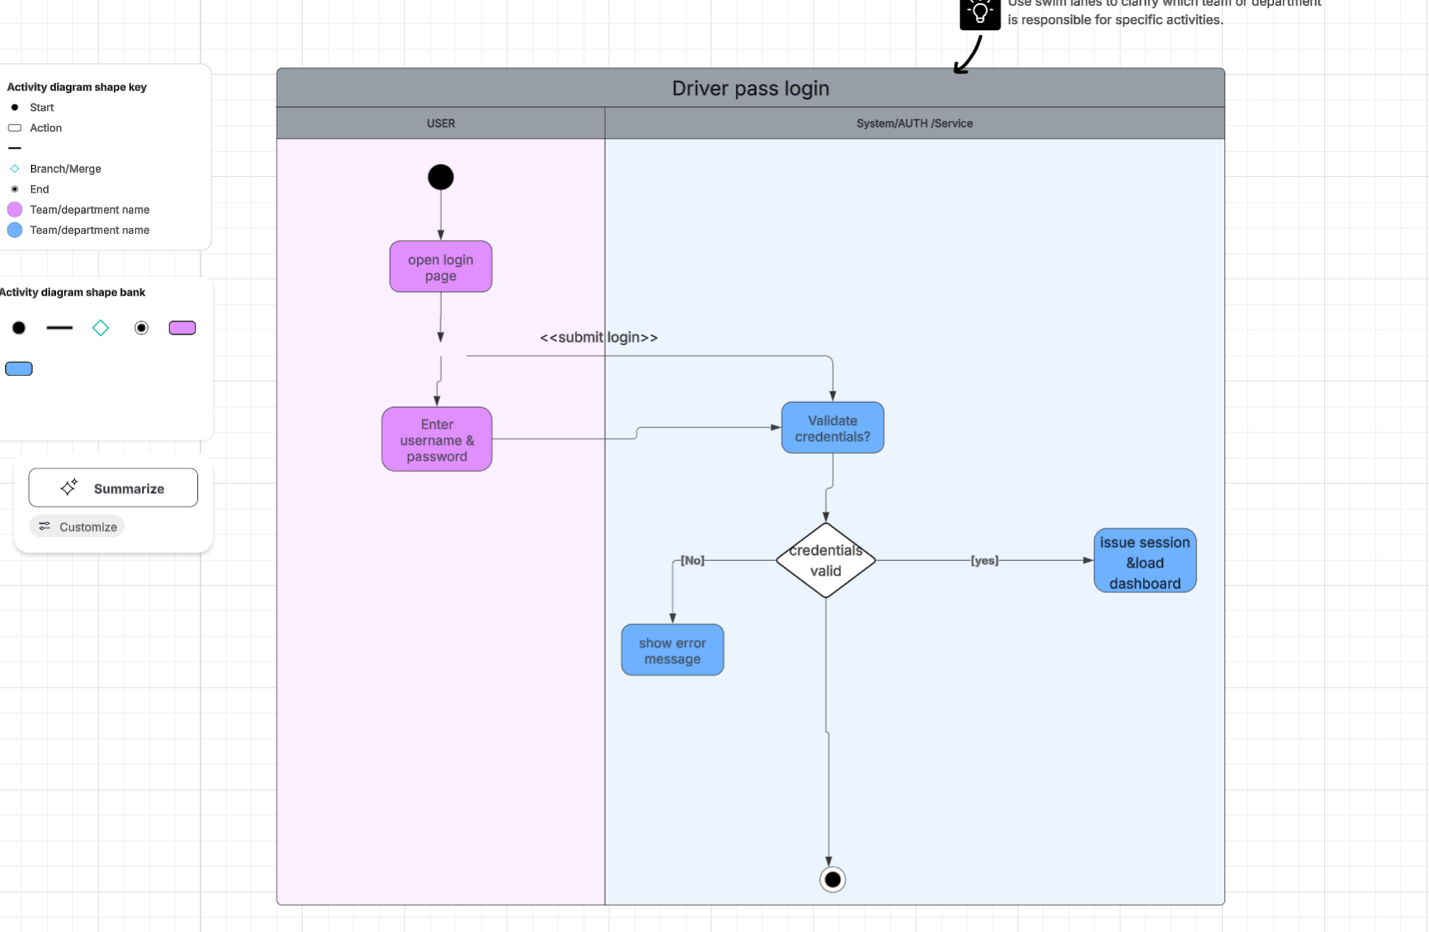 Use swim lanes to clarify which team or department
is responsible for specific activities.
Activity diagram shape key
Start
Action
Branch/Merge
End
Team/department name
Team/department name
Activity diagram shape bank
Summarize
Customize
Driver pass login
USER
System/AUTH /Service
open login
page
<<submit login>>
Enter
username &
password
Validate
credentials?
credentials
valid
[No]
[yes]
issue session
&load
dashboard
show error
message